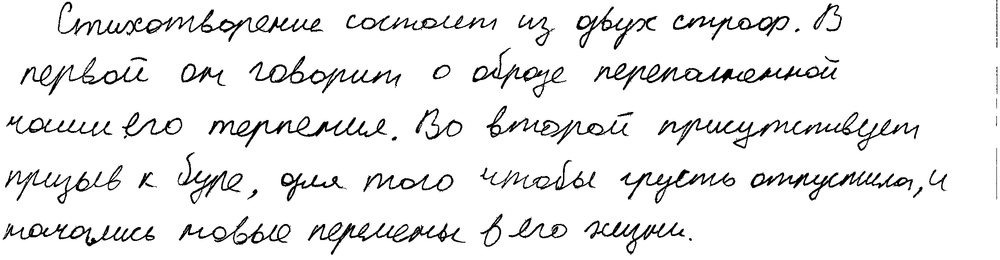 Стихотворение состоит из двух строф. В
первой он говорит о образе переполненной
чаши его терпения. Во второй присутствует
призыв к буре, для того чтобы грусть отпустила, и
начались новые перемены в его жизни.